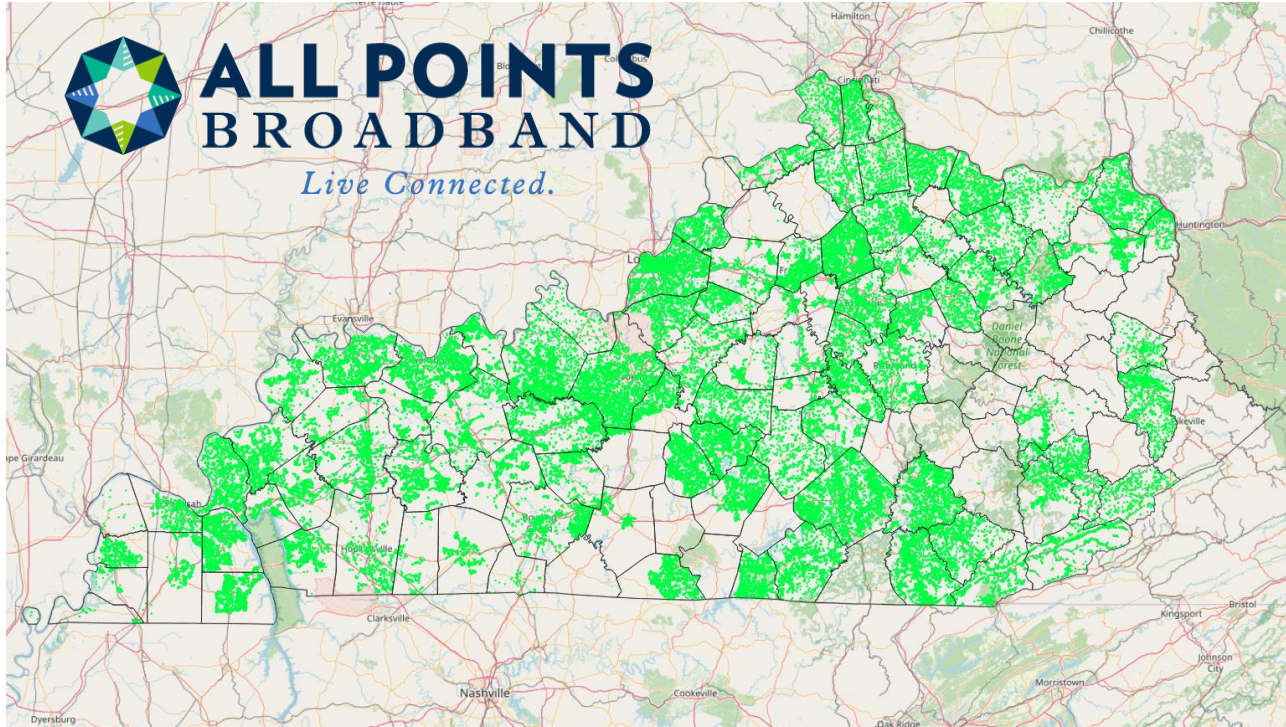 Hamilton
Chillicothe
ALL POINTS
BROADBAND
Live Connected.
Cincinnati
Huntington
Evansville
Daniel
Boone
National
Forest
Cape Girardeau
Clarksville
Kingsport
Bristol
Johnson
City
Morristown
Nashville
Cookeville
Dyersburg
Oak Ridge